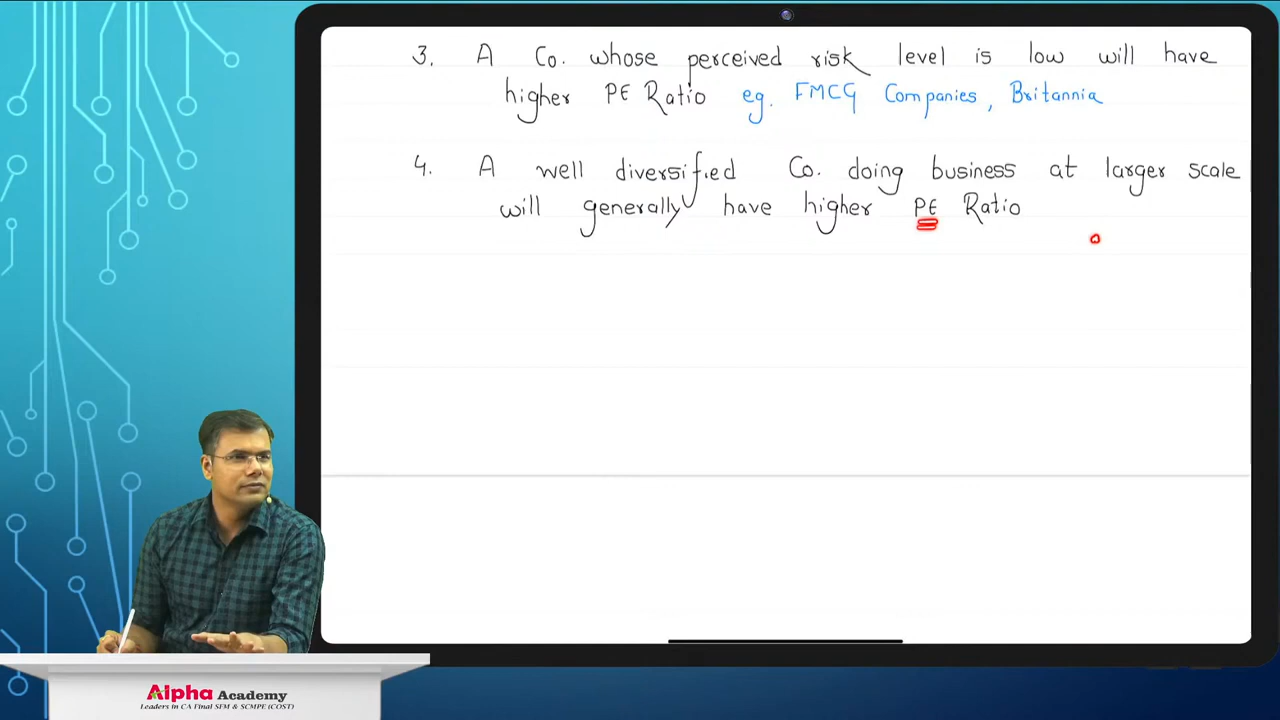 3. A Co. whose perceived risk level is low will have
higher PE Ratio eg. FMCG Companies, Britannia
4. A well diversified Co. doing business at larger scale
will generally have higher PE Ratio
Alpha Academy
Leaders in CA Final SFM & SCMPE (COST)